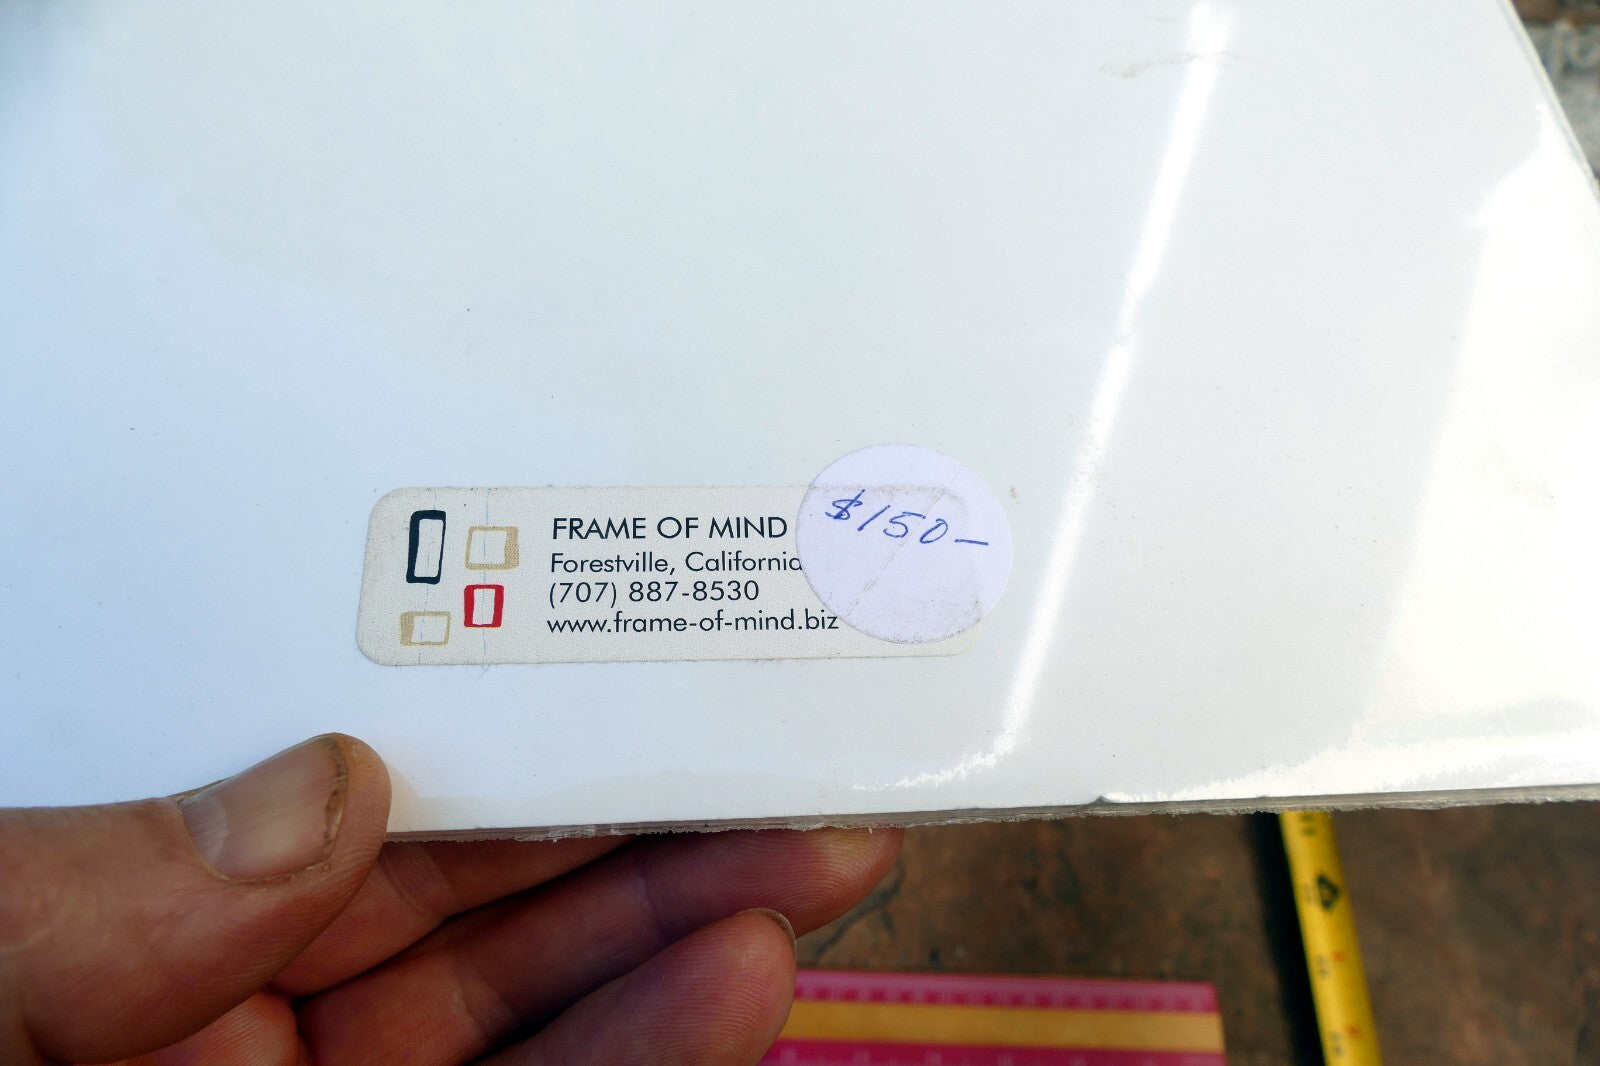 FRAME OF MIND
Forestville, California
(707) 887-8530
www.frame-of-mind.biz
$150-